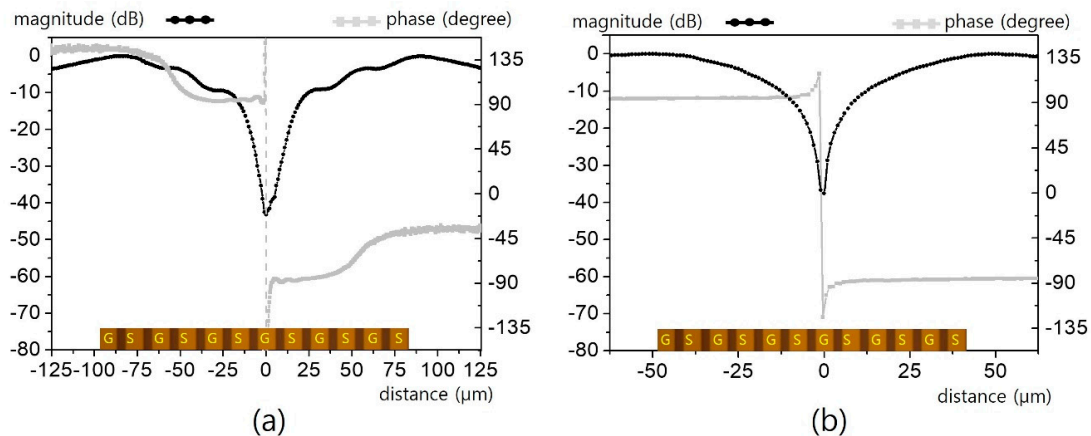 magnitude (dB) phase (degree) magnitude (dB) phase (degree)
0 135 0 135
-10 90 -10 90
-20 45 -20 45
-30 -30
-40 0 -40 0
-50 -45 -50 -45
-60 -90 -60 -90
-70 -135 -70 -135
G S G S G S G S G S G S G S G S G S G S G S G S
-80 -80
-125 -100 -75 -50 -25 0 25 50 75 100 125 -50 -25 0 25 50
distance (μm) distance (μm)
(a) (b)